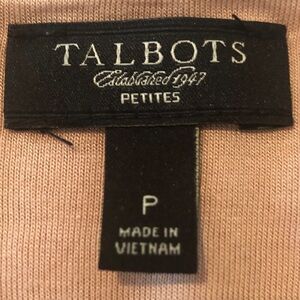 TALBOTS
Established 1947
PETITES
P
MADE IN
VIETNAM